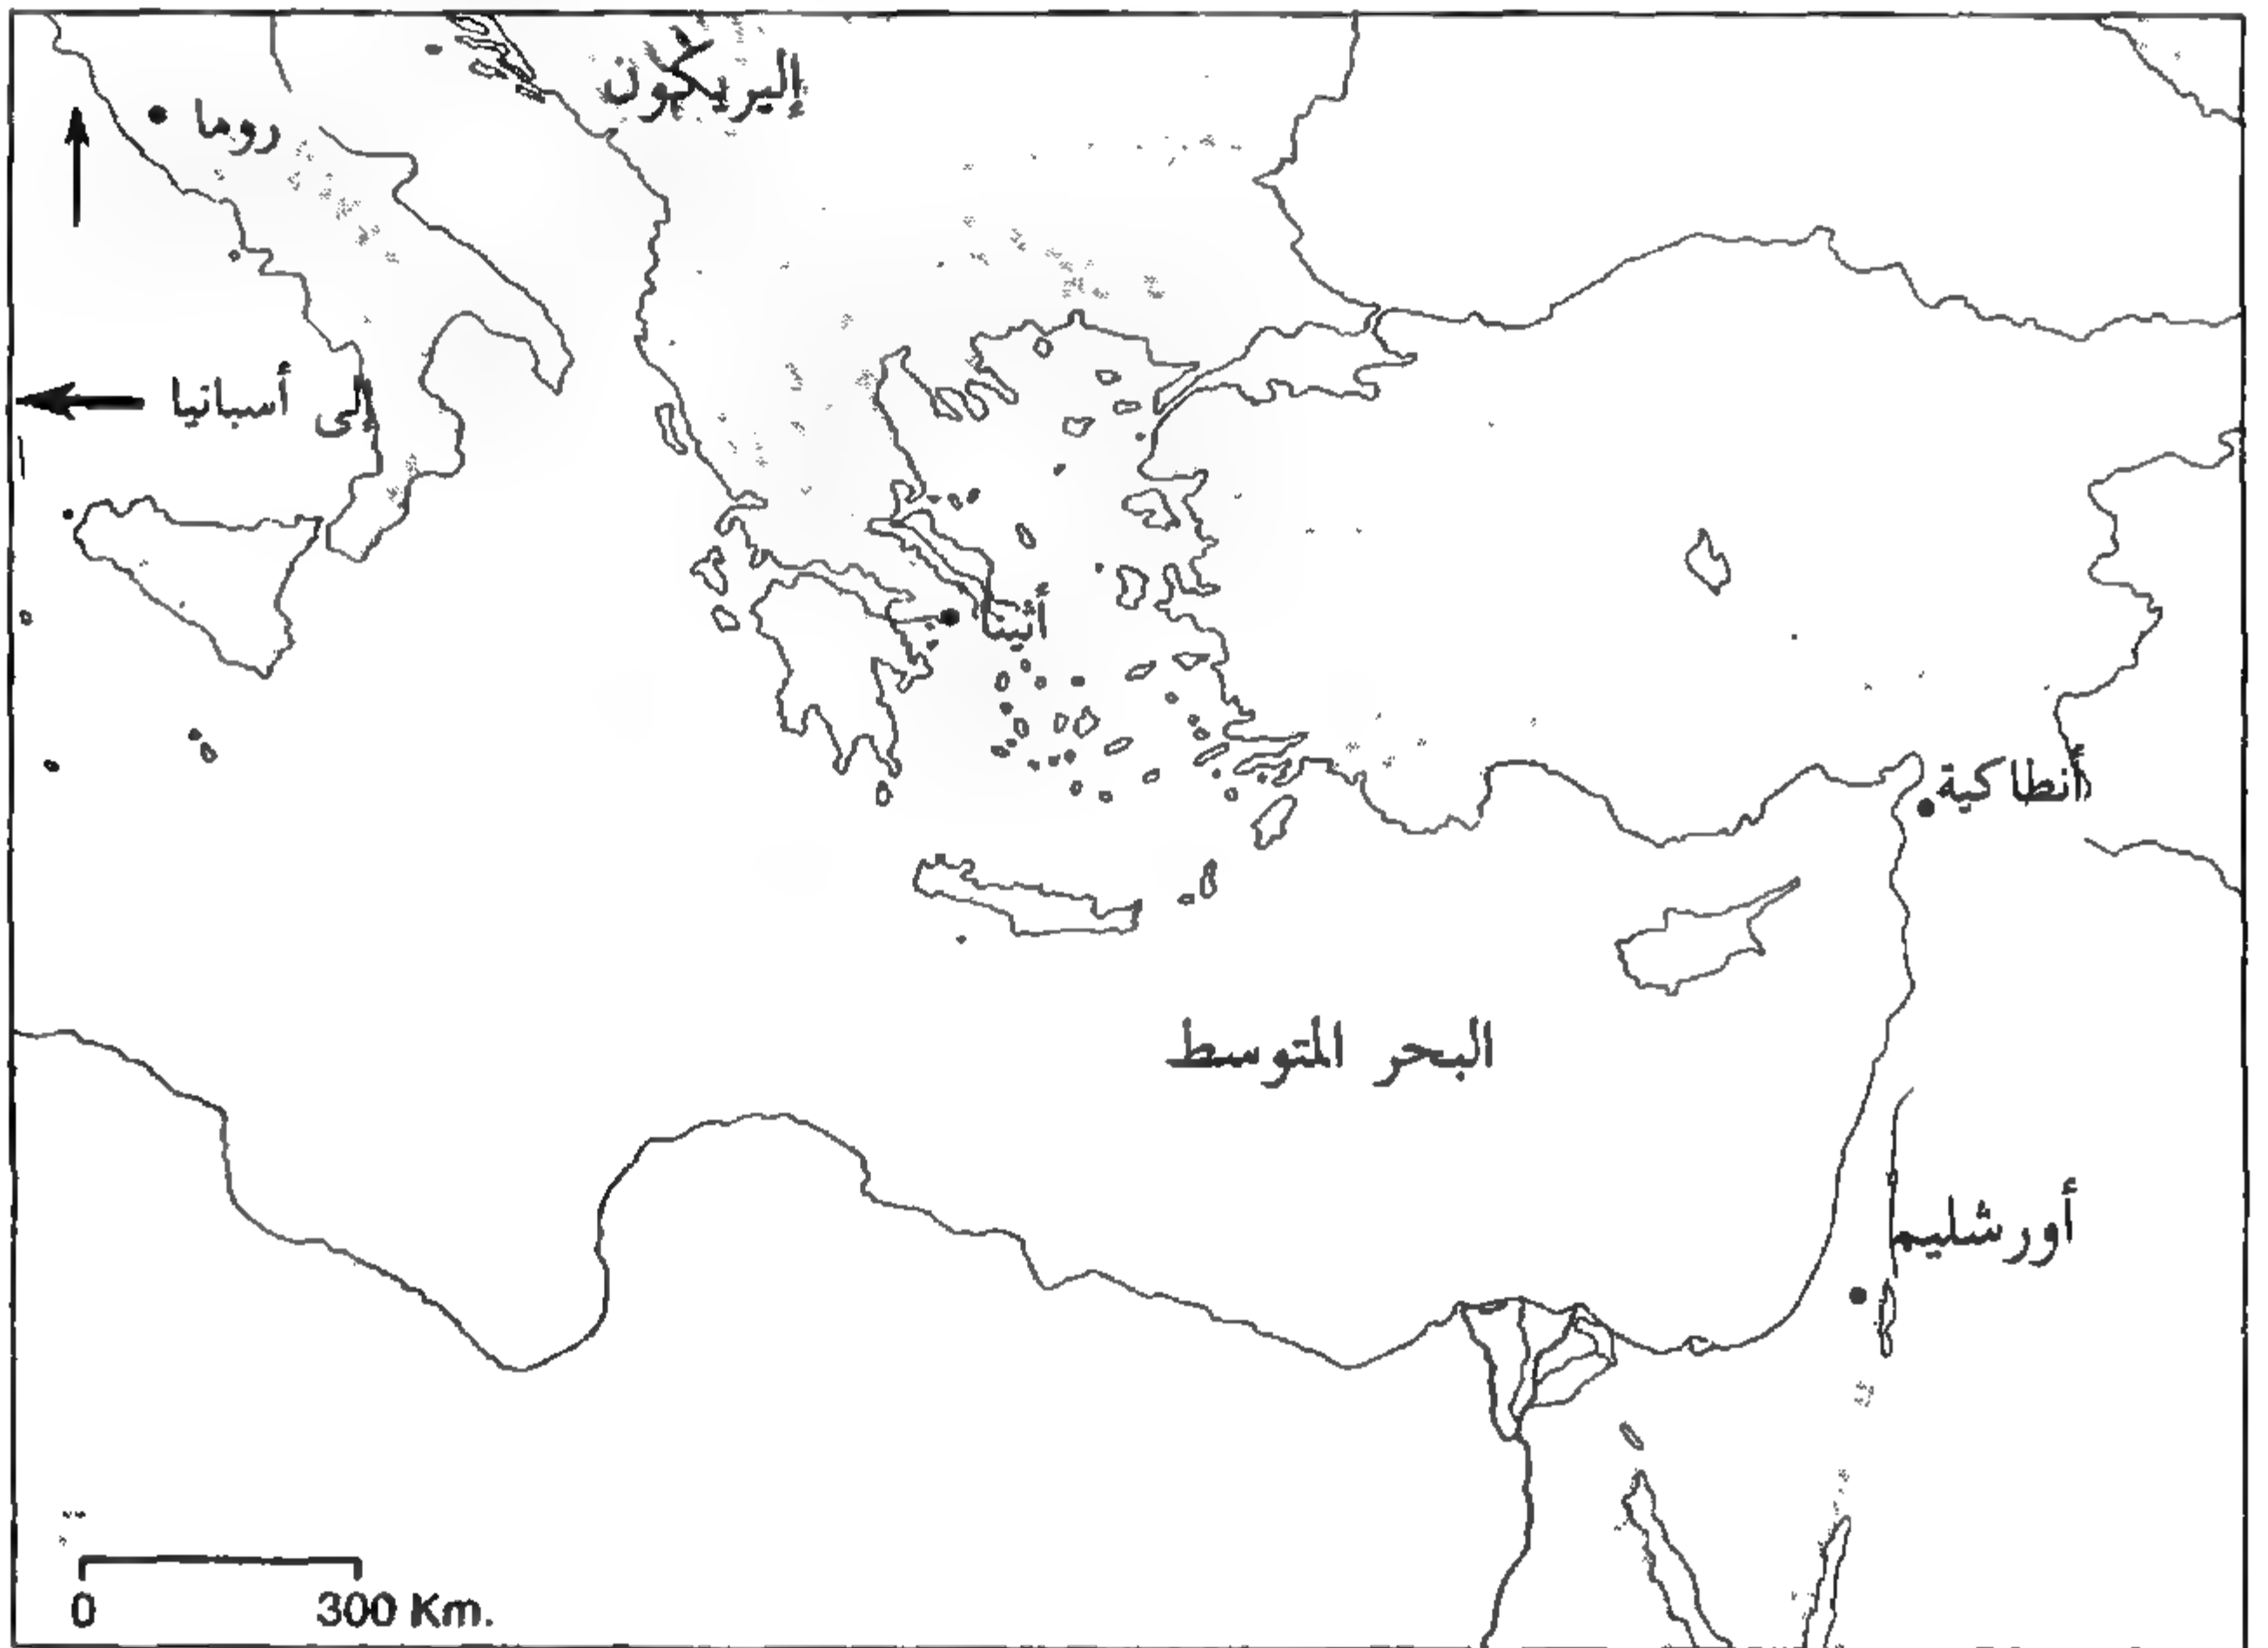 إليريكون
روما
إلى أسبانيا
أثينا
أنطاكية
البحر المتوسط
أورشليم
0 300 Km.